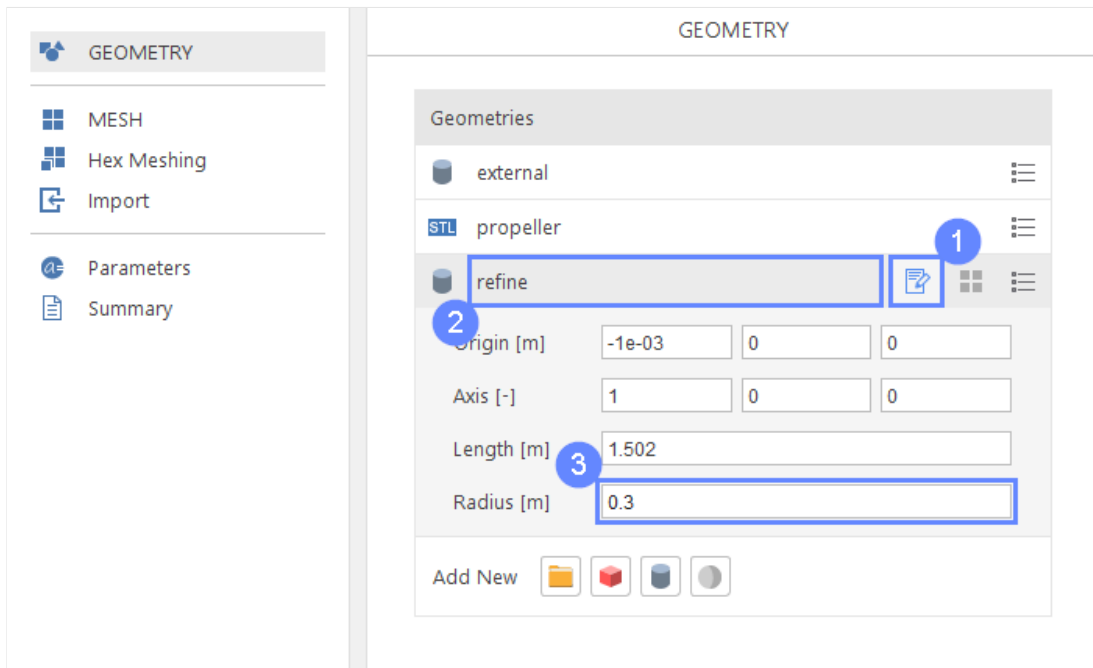 GEOMETRY
GEOMETRY
MESH
Hex Meshing
Import
Parameters
Summary
Geometries
external
STL propeller
1
refine
2
Origin [m] -1e-03 0 0
Axis [-] 1 0 0
Length [m] 1.502
3
Radius [m] 0.3
Add New